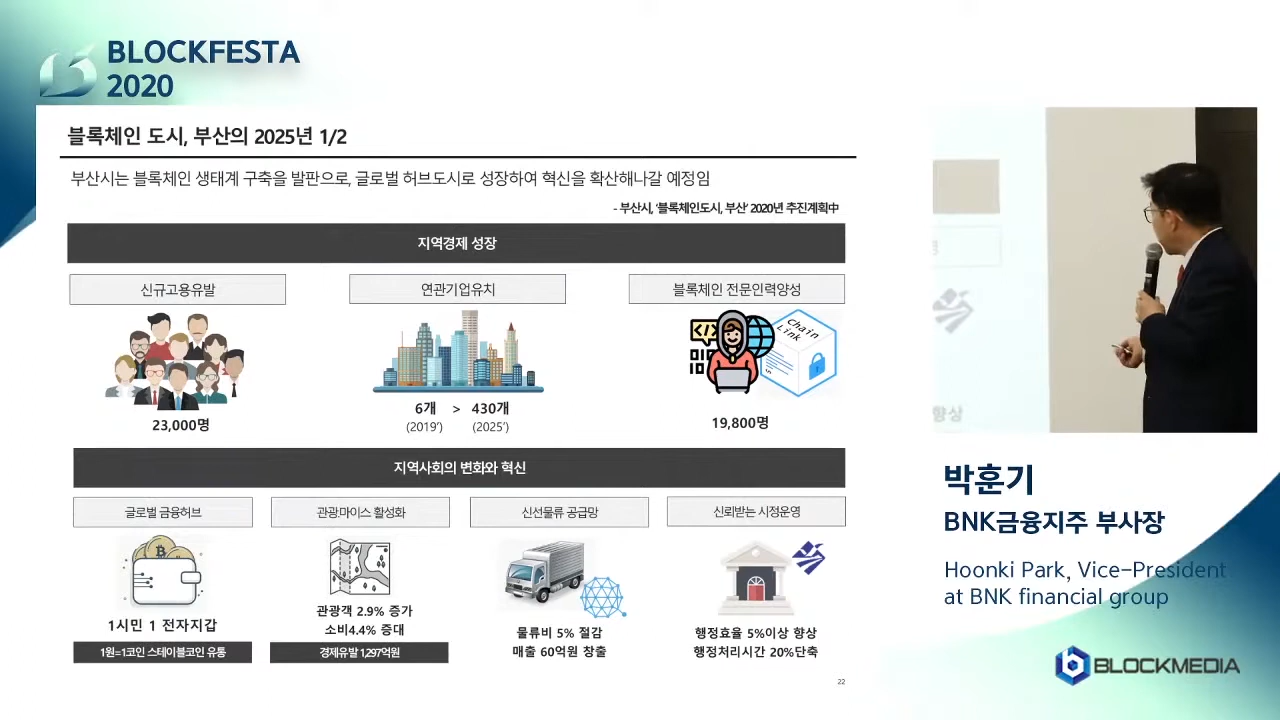 BLOCKFESTA
2020
블록체인 도시, 부산의 2025년 1/2
부산시는 블록체인 생태계 구축을 발판으로, 글로벌 허브도시로 성장하여 혁신을 확산해나갈 예정임
- 부산시, '블록체인도시, 부산' 2020년 추진계획中
지역경제 성장
신규고용유발
연관기업유치
블록체인 전문인력양성
Chain
Link
23,000명
6개 > 430개
(2019') (2025')
19,800명
지역사회의 변화와 혁신
글로벌 금융허브
관광마이스 활성화
신선물류 공급망
신뢰받는 시정운영
1시민 1 전자지갑
1원=1코인 스테이블코인 유통
관광객 2.9% 증가
소비4.4% 증대
경제유발 1,297억원
물류비 5% 절감
매출 60억원 창출
행정효율 5%이상 향상
행정처리시간 20%단축
22
향상
박훈기
BNK금융지주 부사장
Hoonki Park, Vice-President
at BNK financial group
BLOCKMEDIA